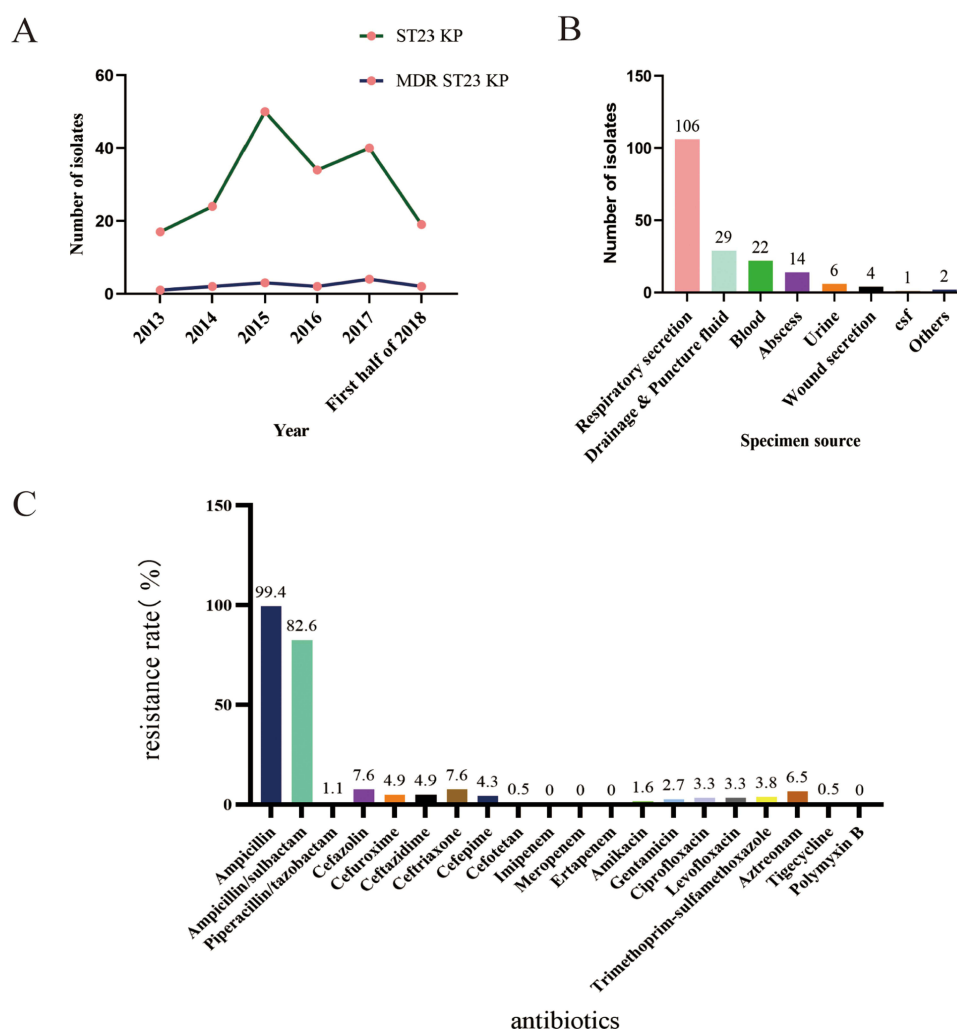 A
ST23 KP
MDR ST23 KP
Number of isolates
60
40
20
0
2013
2014
2015
2016
2017
First half of 2018
Year
B
Number of isolates
150
100
50
0
106
29
22
14
6
4
1
2
Respiratory secretion
Drainage & Puncture fluid
Blood
Abscess
Urine
Wound secretion
csf
Others
Specimen source
C
resistance rate( %)
150
100
50
0
99.4
82.6
1.1
7.6
4.9
4.9
7.6
4.3
0.5
0
0
0
1.6
2.7
3.3
3.3
3.8
6.5
0.5
0
Ampicillin
Ampicillin/sulbactam
Piperacillin/tazobactam
Cefazolin
Cefuroxime
Ceftazidime
Ceftriaxone
Cefepime
Cefotetan
Imipenem
Meropenem
Ertapenem
Amikacin
Gentamicin
Ciprofloxacin
Levofloxacin
Trimethoprim-sulfamethoxazole
Aztreonam
Tigecycline
Polymyxin B
antibiotics